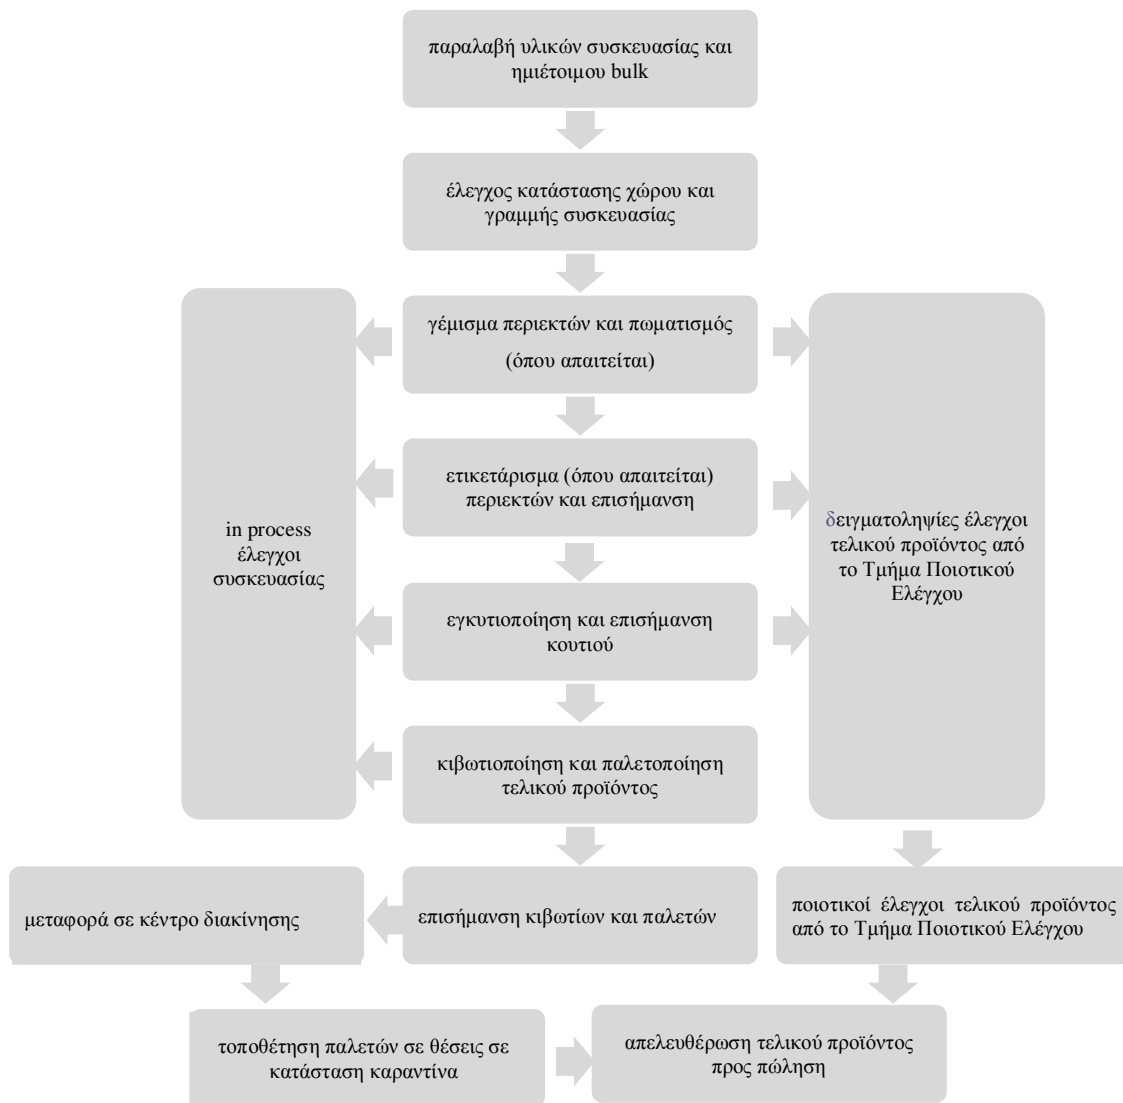 παραλαβή υλικών συσκευασίας και
ημιέτοιμου bulk
έλεγχος κατάστασης χώρου και
γραμμής συσκευασίας
γέμισμα περιεκτών και πωματισμός
(όπου απαιτείται)
ετικετάρισμα (όπου απαιτείται)
περιεκτών και επισήμανση
in process
έλεγχοι
συσκευασίας
δειγματοληψίες έλεγχοι
τελικού προϊόντος από
το Τμήμα Ποιοτικού
Ελέγχου
εγκυτιοποίηση και επισήμανση
κουτιού
κιβωτιοποίηση και παλετοποίηση
τελικού προϊόντος
μεταφορά σε κέντρο διακίνησης
επισήμανση κιβωτίων και παλετών
ποιοτικοί έλεγχοι τελικού προϊόντος
από το Τμήμα Ποιοτικού Ελέγχου
τοποθέτηση παλετών σε θέσεις σε
κατάσταση καραντίνα
απελευθέρωση τελικού προϊόντος
προς πώληση